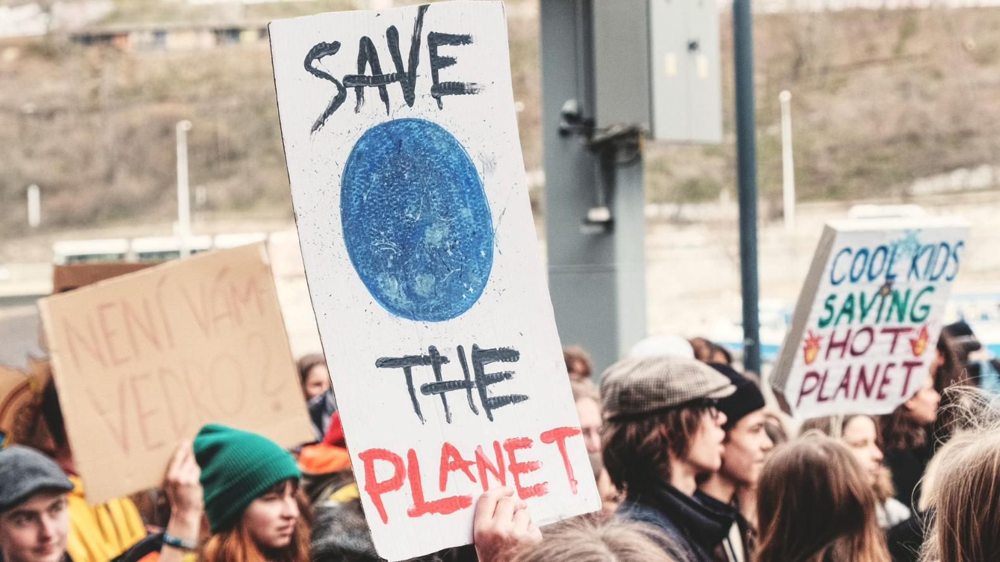 SAVE
THE
PLANET
NENÍ VÁM
VEDRO?
COOL KIDS
SAVING
HOT
PLANET